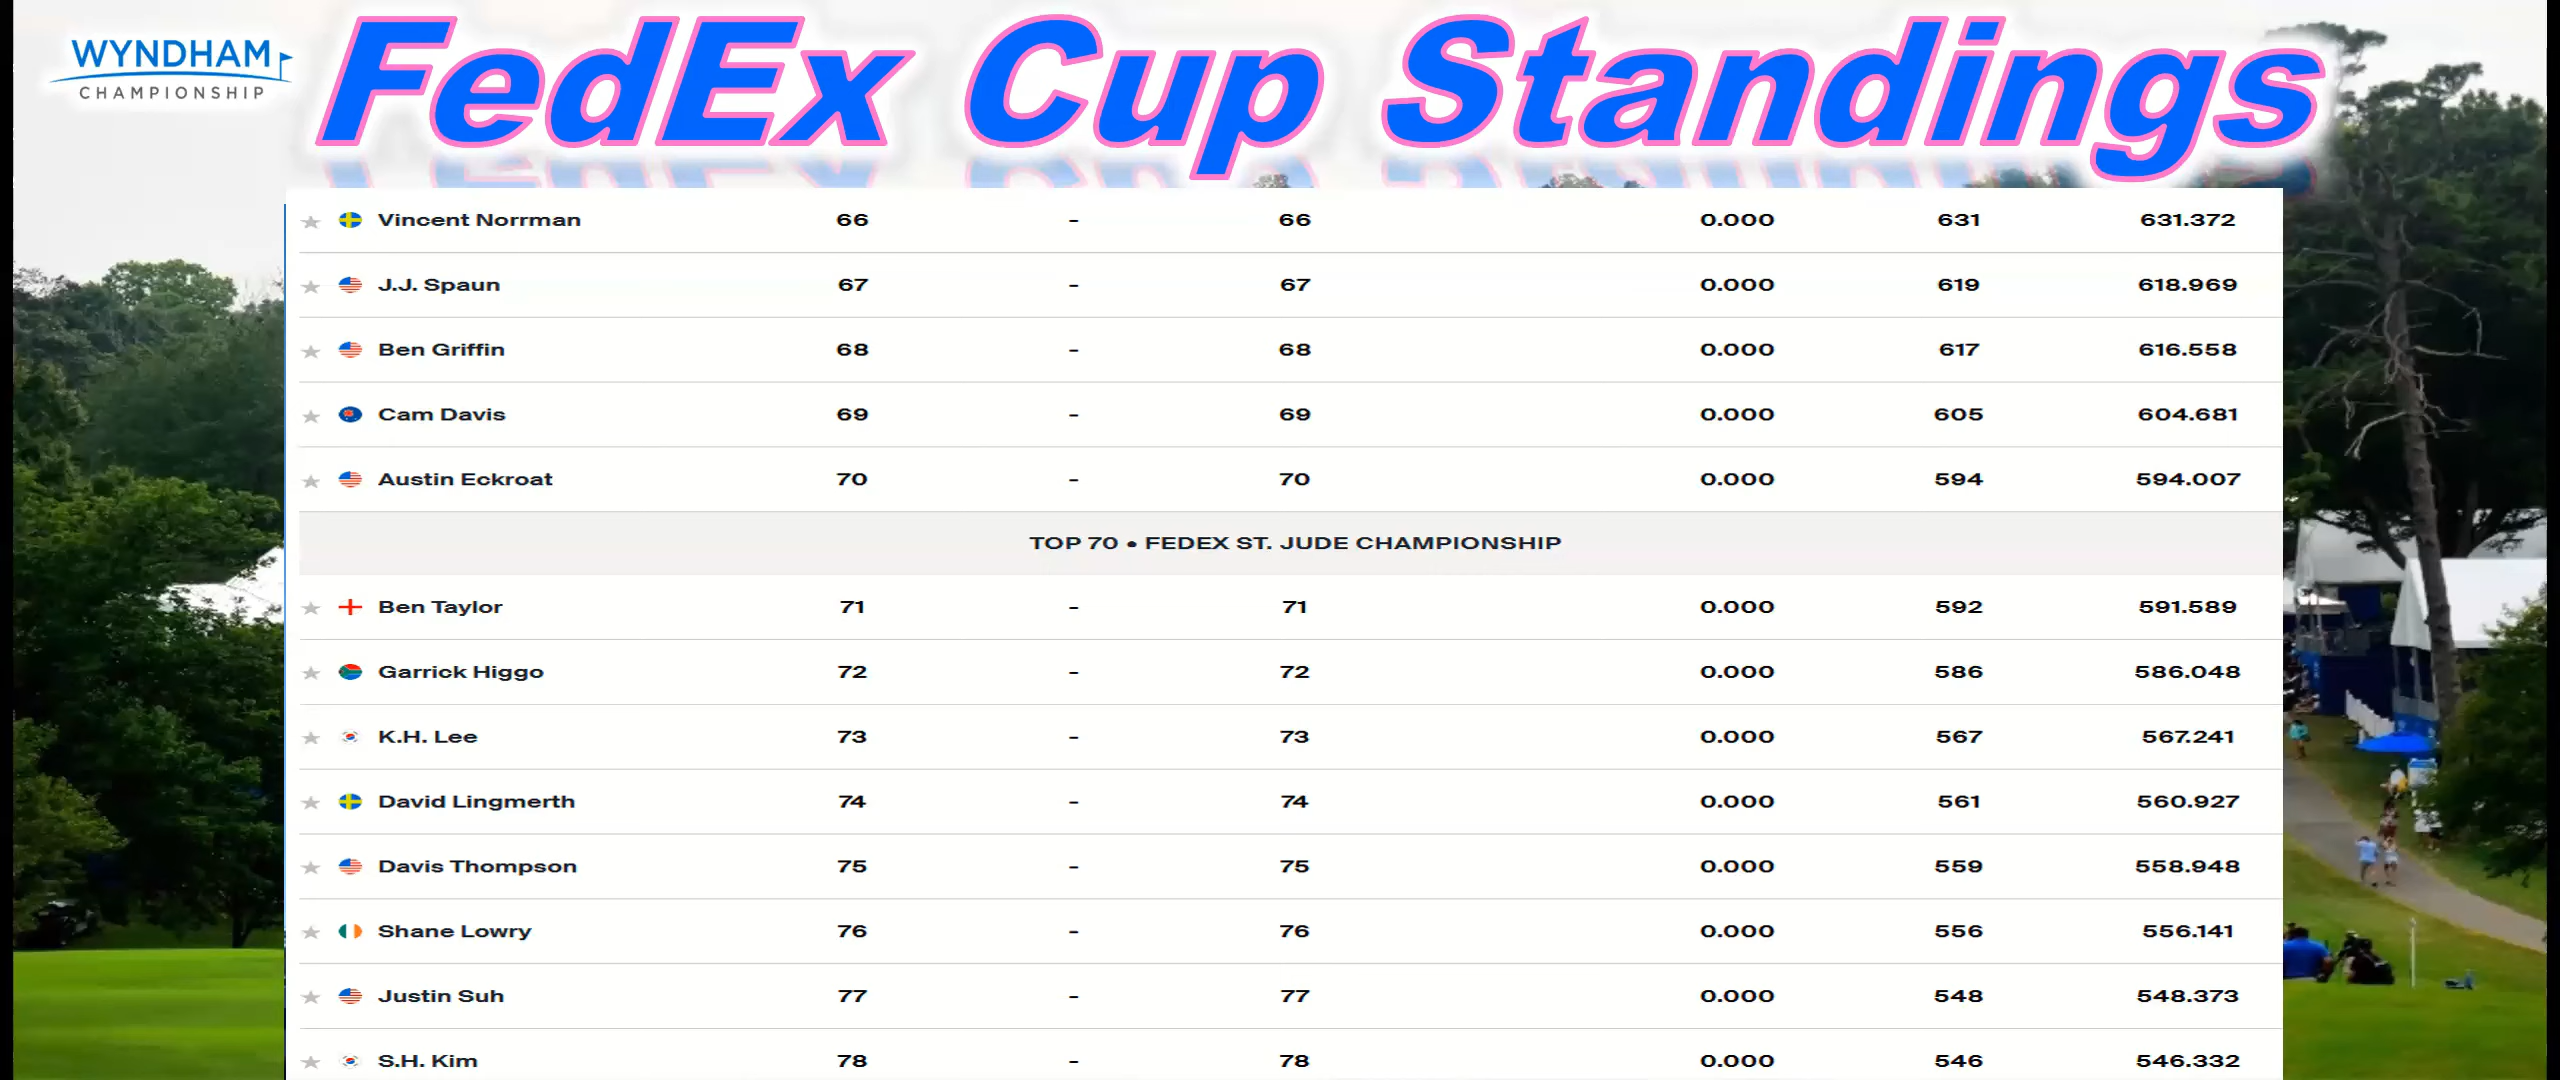 WYNDHAM
CHAMPIONSHIP
FedEx Cup Standings
Vincent Norrman 66 - 66 0.000 631 631.372
J.J. Spaun 67 - 67 0.000 619 618.969
Ben Griffin 68 - 68 0.000 617 616.558
Cam Davis 69 - 69 0.000 605 604.681
Austin Eckroat 70 - 70 0.000 594 594.007
TOP 70 • FEDEX ST. JUDE CHAMPIONSHIP
Ben Taylor 71 - 71 0.000 592 591.589
Garrick Higgo 72 - 72 0.000 586 586.048
K.H. Lee 73 - 73 0.000 567 567.241
David Lingmerth 74 - 74 0.000 561 560.927
Davis Thompson 75 - 75 0.000 559 558.948
Shane Lowry 76 - 76 0.000 556 556.141
Justin Suh 77 - 77 0.000 548 548.373
S.H. Kim 78 - 78 0.000 546 546.332